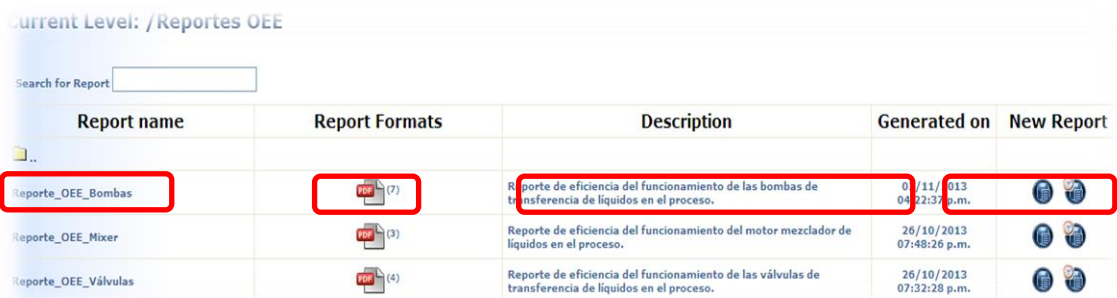 Current Level: /Reportes OEE
Search for Report
Report name Report Formats Description Generated on New Report
..
Reporte_OEE_Bombas PDF (7) Reporte de eficiencia del funcionamiento de las bombas de /11/ 2013
transferencia de líquidos en el proceso. 04:22:37 p.m.
Reporte_OEE_Mixer PDF (3) Reporte de eficiencia del funcionamiento del motor mezclador de 26/10/2013
líquidos en el proceso. 07:48:26 p.m.
Reporte_OEE_Válvulas PDF (4) Reporte de eficiencia del funcionamiento de las válvulas de 26/10/2013
transferencia de líquidos en el proceso. 07:32:28 p.m.